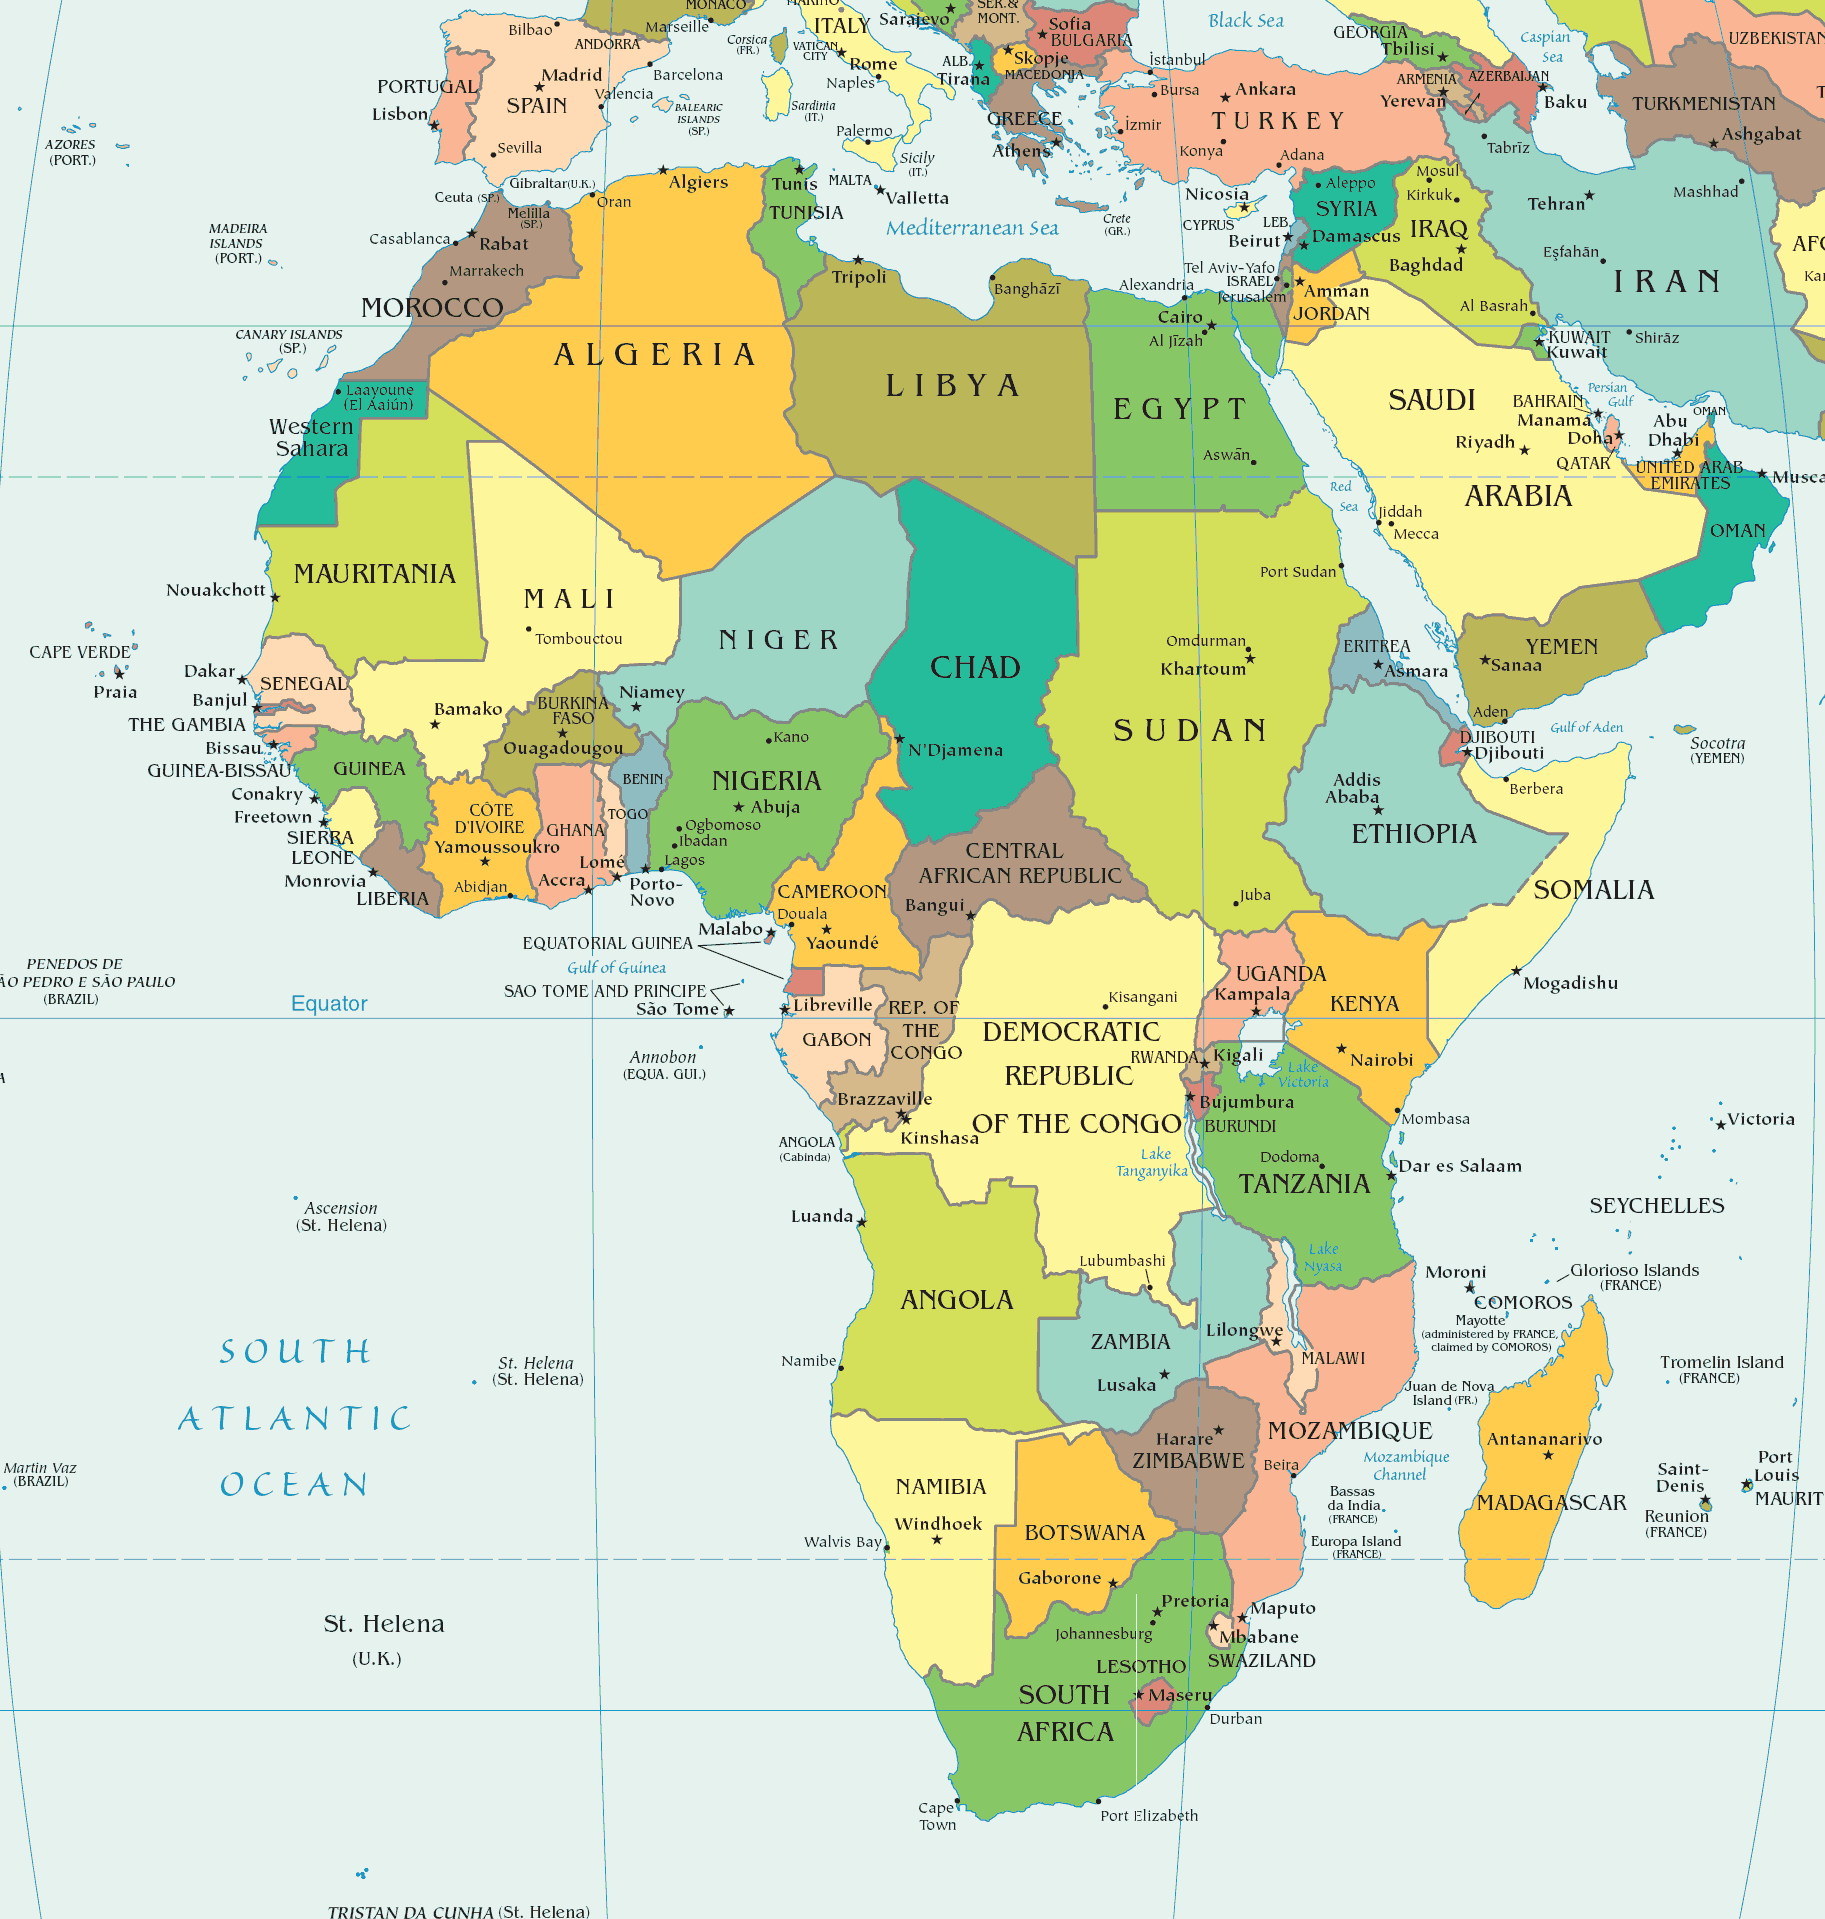 MONACO
MARINO
SER.&
MONT.
Black Sea
Bilbao
Marseille
ANDORRA
Corsica
(FR.)
VATICAN
CITY
ITALY
Rome
Naples
Sarajevo
Sofia
BULGARIA
ALB.
Tirana
Skopje
MACEDONIA
İstanbul
Bursa
Ankara
GEORGIA
Tbilisi
ARMENIA
Yerevan
AZERBAIJAN
Baku
Caspian
Sea
UZBEKISTAN
TURKMENISTAN
Ashgabat
PORTUGAL
Lisbon
Madrid
SPAIN
Barcelona
Valencia
BALEARIC
ISLANDS
(SP.)
Sardinia
(IT.)
Palermo
Sicily
(IT.)
GREECE
Athens
İzmir
TURKEY
Konya
Adana
Tabrīz
AZORES
(PORT.)
Sevilla
Gibraltar(U.K.)
Ceuta (SP.)
Melilla
(SP.)
Algiers
Oran
Tunis
TUNISIA
MALTA
Valletta
Mediterranean Sea
Crete
(GR.)
Nicosia
CYPRUS
LEB.
Beirut
Aleppo
SYRIA
Damascus
Mosul
Kirkuk
IRAQ
Baghdad
Tehran
Mashhad
Eşfahān
IRAN
AFG
Kan
MADEIRA
ISLANDS
(PORT.)
Casablanca
Rabat
Marrakech
MOROCCO
Tripoli
Banghāzī
Alexandria
Tel Aviv-Yafo
ISRAEL
Jerusalem
Amman
JORDAN
Cairo
Al Jīzah
Al Basrah
KUWAIT
Kuwait
Shirāz
CANARY ISLANDS
(SP.)
ALGERIA
LIBYA
EGYPT
Aswān
SAUDI
ARABIA
Riyadh
BAHRAIN
Manama
Persian
Gulf
Doha
QATAR
Abu
Dhabi
OMAN
UNITED ARAB
EMIRATES
Musca
OMAN
Laayoune
(El Aaiún)
Western
Sahara
Red
Sea
Jiddah
Mecca
MAURITANIA
Nouakchott
MALI
Tombouctou
NIGER
CHAD
Port Sudan
Omdurman
Khartoum
SUDAN
ERITREA
Asmara
YEMEN
Sanaa
Aden
Gulf of Aden
Socotra
(YEMEN)
CAPE VERDE
Praia
Dakar
SENEGAL
Banjul
THE GAMBIA
Bissau
GUINEA-BISSAU
Bamako
BURKINA
FASO
Ouagadougou
Niamey
Kano
N'Djamena
DJIBOUTI
Djibouti
Berbera
GUINEA
Conakry
Freetown
SIERRA
LEONE
Monrovia
LIBERIA
CÔTE
D'IVOIRE
Yamoussoukro
Abidjan
GHANA
Accra
TOGO
Lomé
BENIN
Porto-
Novo
NIGERIA
Abuja
Ogbomoso
Ibadan
Lagos
CENTRAL
AFRICAN REPUBLIC
Bangui
Addis
Ababa
ETHIOPIA
Juba
SOMALIA
CAMEROON
Douala
Yaoundé
Malabo
EQUATORIAL GUINEA
Gulf of Guinea
SAO TOME AND PRINCIPE
São Tome
Libreville
GABON
REP. OF
THE
CONGO
Brazzaville
PENEDOS DE
ÃO PEDRO E SÃO PAULO
(BRAZIL)
Equator
Annobon
(EQUA. GUI.)
Kisangani
DEMOCRATIC
REPUBLIC
OF THE CONGO
Kinshasa
UGANDA
Kampala
KENYA
Nairobi
Mogadishu
RWANDA
Kigali
Bujumbura
BURUNDI
Lake
Victoria
Mombasa
Victoria
ANGOLA
(Cabinda)
Lake
Tanganyika
Dodoma
TANZANIA
Dar es Salaam
SEYCHELLES
Ascension
(St. Helena)
Luanda
ANGOLA
Lubumbashi
Lake
Nyasa
Moroni
COMOROS
Glorioso Islands
(FRANCE)
Mayotte
(administered by FRANCE,
claimed by COMOROS)
ZAMBIA
Lusaka
Lilongwe
MALAWI
Tromelin Island
(FRANCE)
Juan de Nova
Island (FR.)
SOUTH
ATLANTIC
OCEAN
St. Helena
(St. Helena)
Namibe
Martin Vaz
(BRAZIL)
MOZAMBIQUE
Mozambique
Channel
Harare
ZIMBABWE
Beira
Bassas
da India
(FRANCE)
Europa Island
(FRANCE)
Antananarivo
MADAGASCAR
Saint-
Denis
Reunion
(FRANCE)
Port
Louis
MAURIT
NAMIBIA
Windhoek
Walvis Bay
BOTSWANA
Gaborone
Pretoria
Johannesburg
Maputo
Mbabane
SWAZILAND
LESOTHO
Maseru
SOUTH
AFRICA
Durban
Cape
Town
Port Elizabeth
St. Helena
(U.K.)
TRISTAN DA CUNHA (St. Helena)